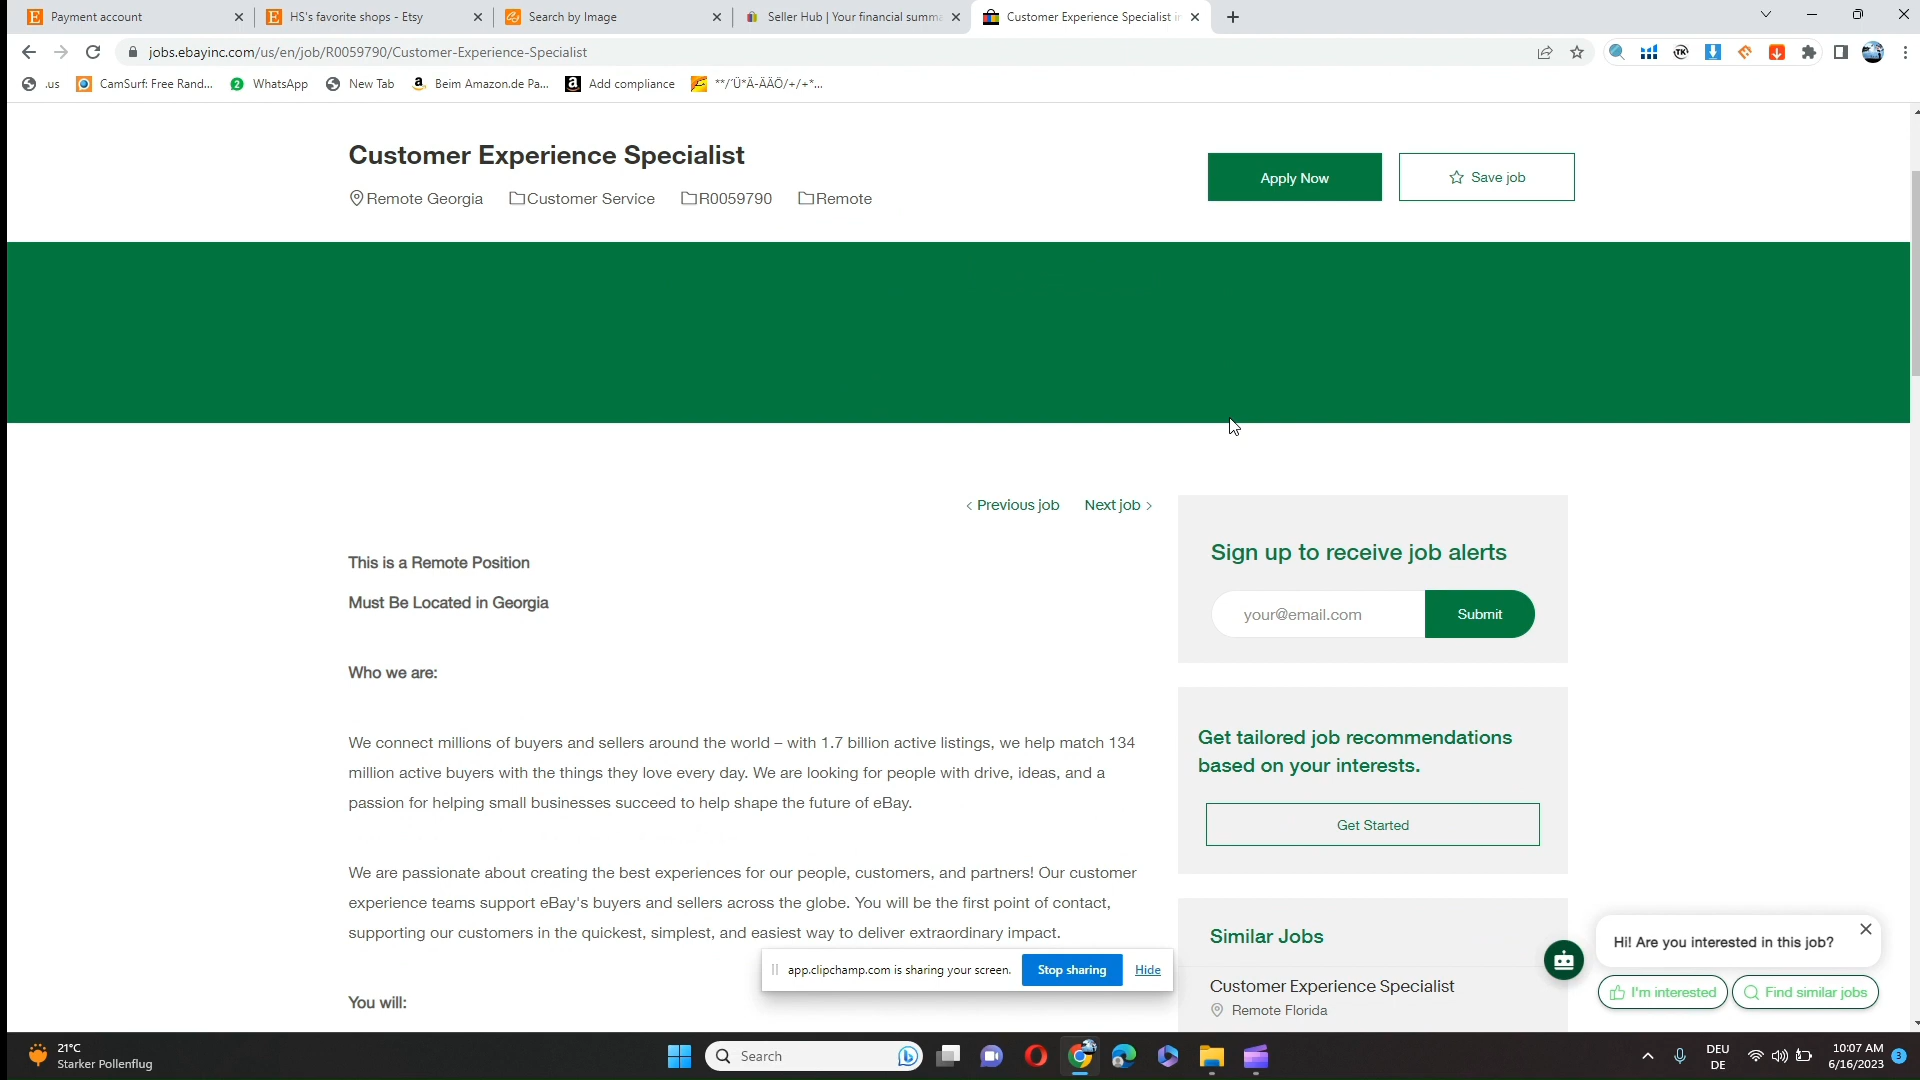 Payment account
HS's favorite shops - Etsy
Search by Image
Seller Hub | Your financial summa
Customer Experience Specialist in
jobs.ebayinc.com/us/en/job/R0059790/Customer-Experience-Specialist
.us
CamSurf: Free Rand...
WhatsApp
New Tab
Beim Amazon.de Pa...
Add compliance
**/´Ü*Ä-ÄÄÖ/+/+*...
Customer Experience Specialist
Remote Georgia
Customer Service
R0059790
Remote
Apply Now
Save job
< Previous job
Next job >
This is a Remote Position
Must Be Located in Georgia
Who we are:
We connect millions of buyers and sellers around the world – with 1.7 billion active listings, we help match 134
million active buyers with the things they love every day. We are looking for people with drive, ideas, and a
passion for helping small businesses succeed to help shape the future of eBay.
We are passionate about creating the best experiences for our people, customers, and partners! Our customer
experience teams support eBay's buyers and sellers across the globe. You will be the first point of contact,
supporting our customers in the quickest, simplest, and easiest way to deliver extraordinary impact.
You will:
Sign up to receive job alerts
your@email.com
Submit
Get tailored job recommendations
based on your interests.
Get Started
Similar Jobs
Customer Experience Specialist
Remote Florida
Hi! Are you interested in this job?
I'm interested
Find similar jobs
app.clipchamp.com is sharing your screen.
Stop sharing
Hide
21°C
Starker Pollenflug
Search
DEU
DE
10:07 AM
6/16/2023
3